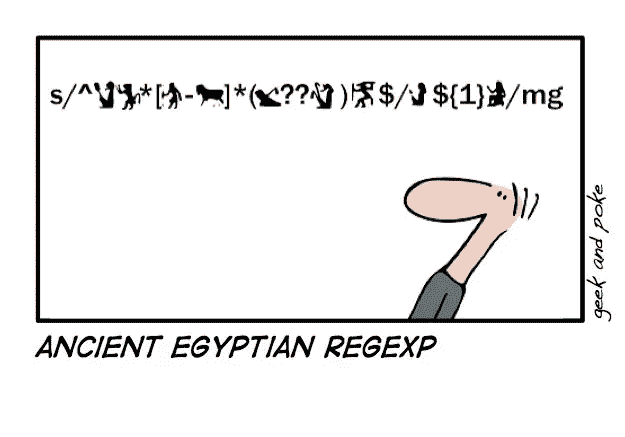 s/^ *[ - ]*( ?? ) $/ ${1} /mg
geek and poke
ANCIENT EGYPTIAN REGEXP